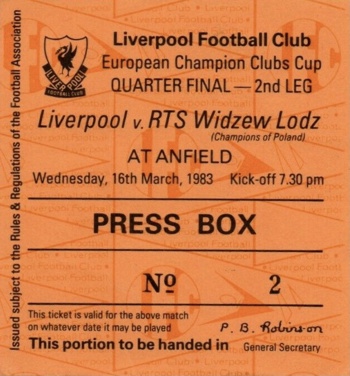 Issued subject to the Rules & Regulations of the Football Association
LIVERPOOL
FOOTBALL CLUB
Liverpool Football Club
European Champion Clubs Cup
QUARTER FINAL — 2nd LEG
Liverpool v. RTS Widzew Lodz
(Champions of Poland)
AT ANFIELD
Wednesday, 16th March, 1983 Kick-off 7.30 pm
PRESS BOX
No 2
This ticket is valid for the above match
on whatever date it may be played
P. B. Robinson
This portion to be handed in
General Secretary